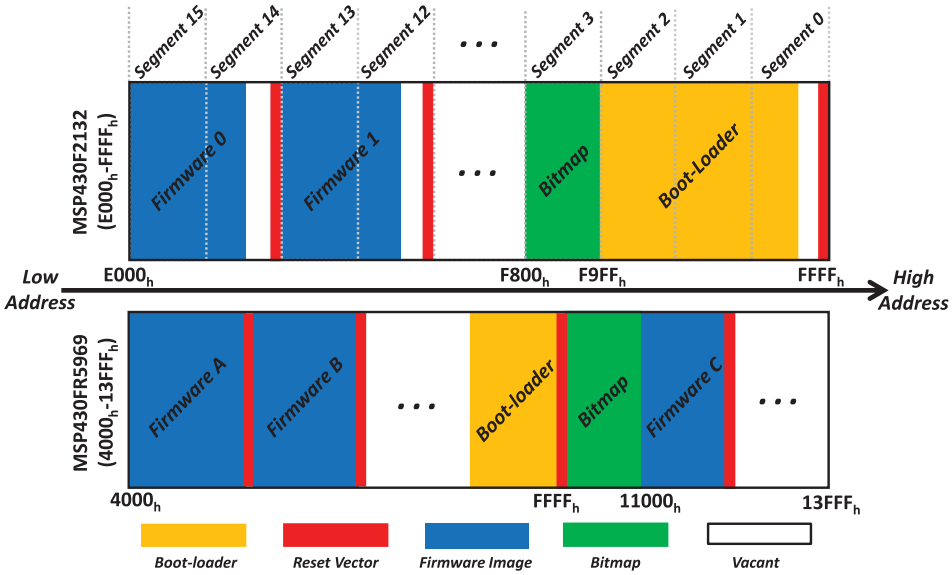 Segment 15
Segment 14
Segment 13
Segment 12
...
Segment 3
Segment 2
Segment 1
Segment 0
MSP430F2132
(E000h-FFFFh)
Firmware 0
Firmware 1
...
Bitmap
Boot-Loader
E000h
F800h
F9FFh
FFFFh
Low
Address
High
Address
MSP430FR5969
(4000h-13FFFh)
Firmware A
Firmware B
...
Boot-loader
Bitmap
Firmware C
...
4000h
FFFFh
11000h
13FFFh
Boot-loader
Reset Vector
Firmware Image
Bitmap
Vacant